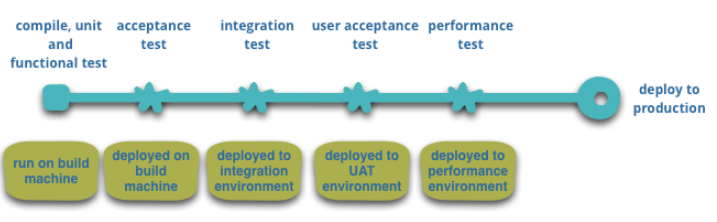 compile, unit
and
functional test
acceptance
test
integration
test
user acceptance
test
performance
test
deploy to
production
run on build
machine
deployed on
build
machine
deployed to
integration
environment
deployed to
UAT
environment
deployed to
performance
environment